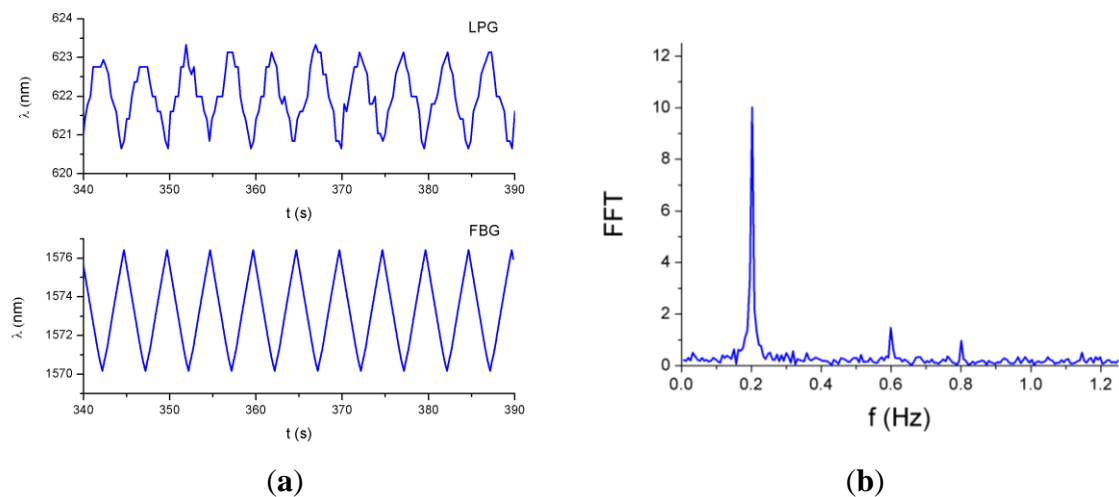 624
LPG
623
622
621
620
λ (nm)
340 350 360 370 380 390
t (s)
FBG
1576
1574
1572
1570
λ (nm)
340 350 360 370 380 390
t (s)
(a)
12
10
8
6
4
2
0
FFT
0.0 0.2 0.4 0.6 0.8 1.0 1.2
f (Hz)
(b)